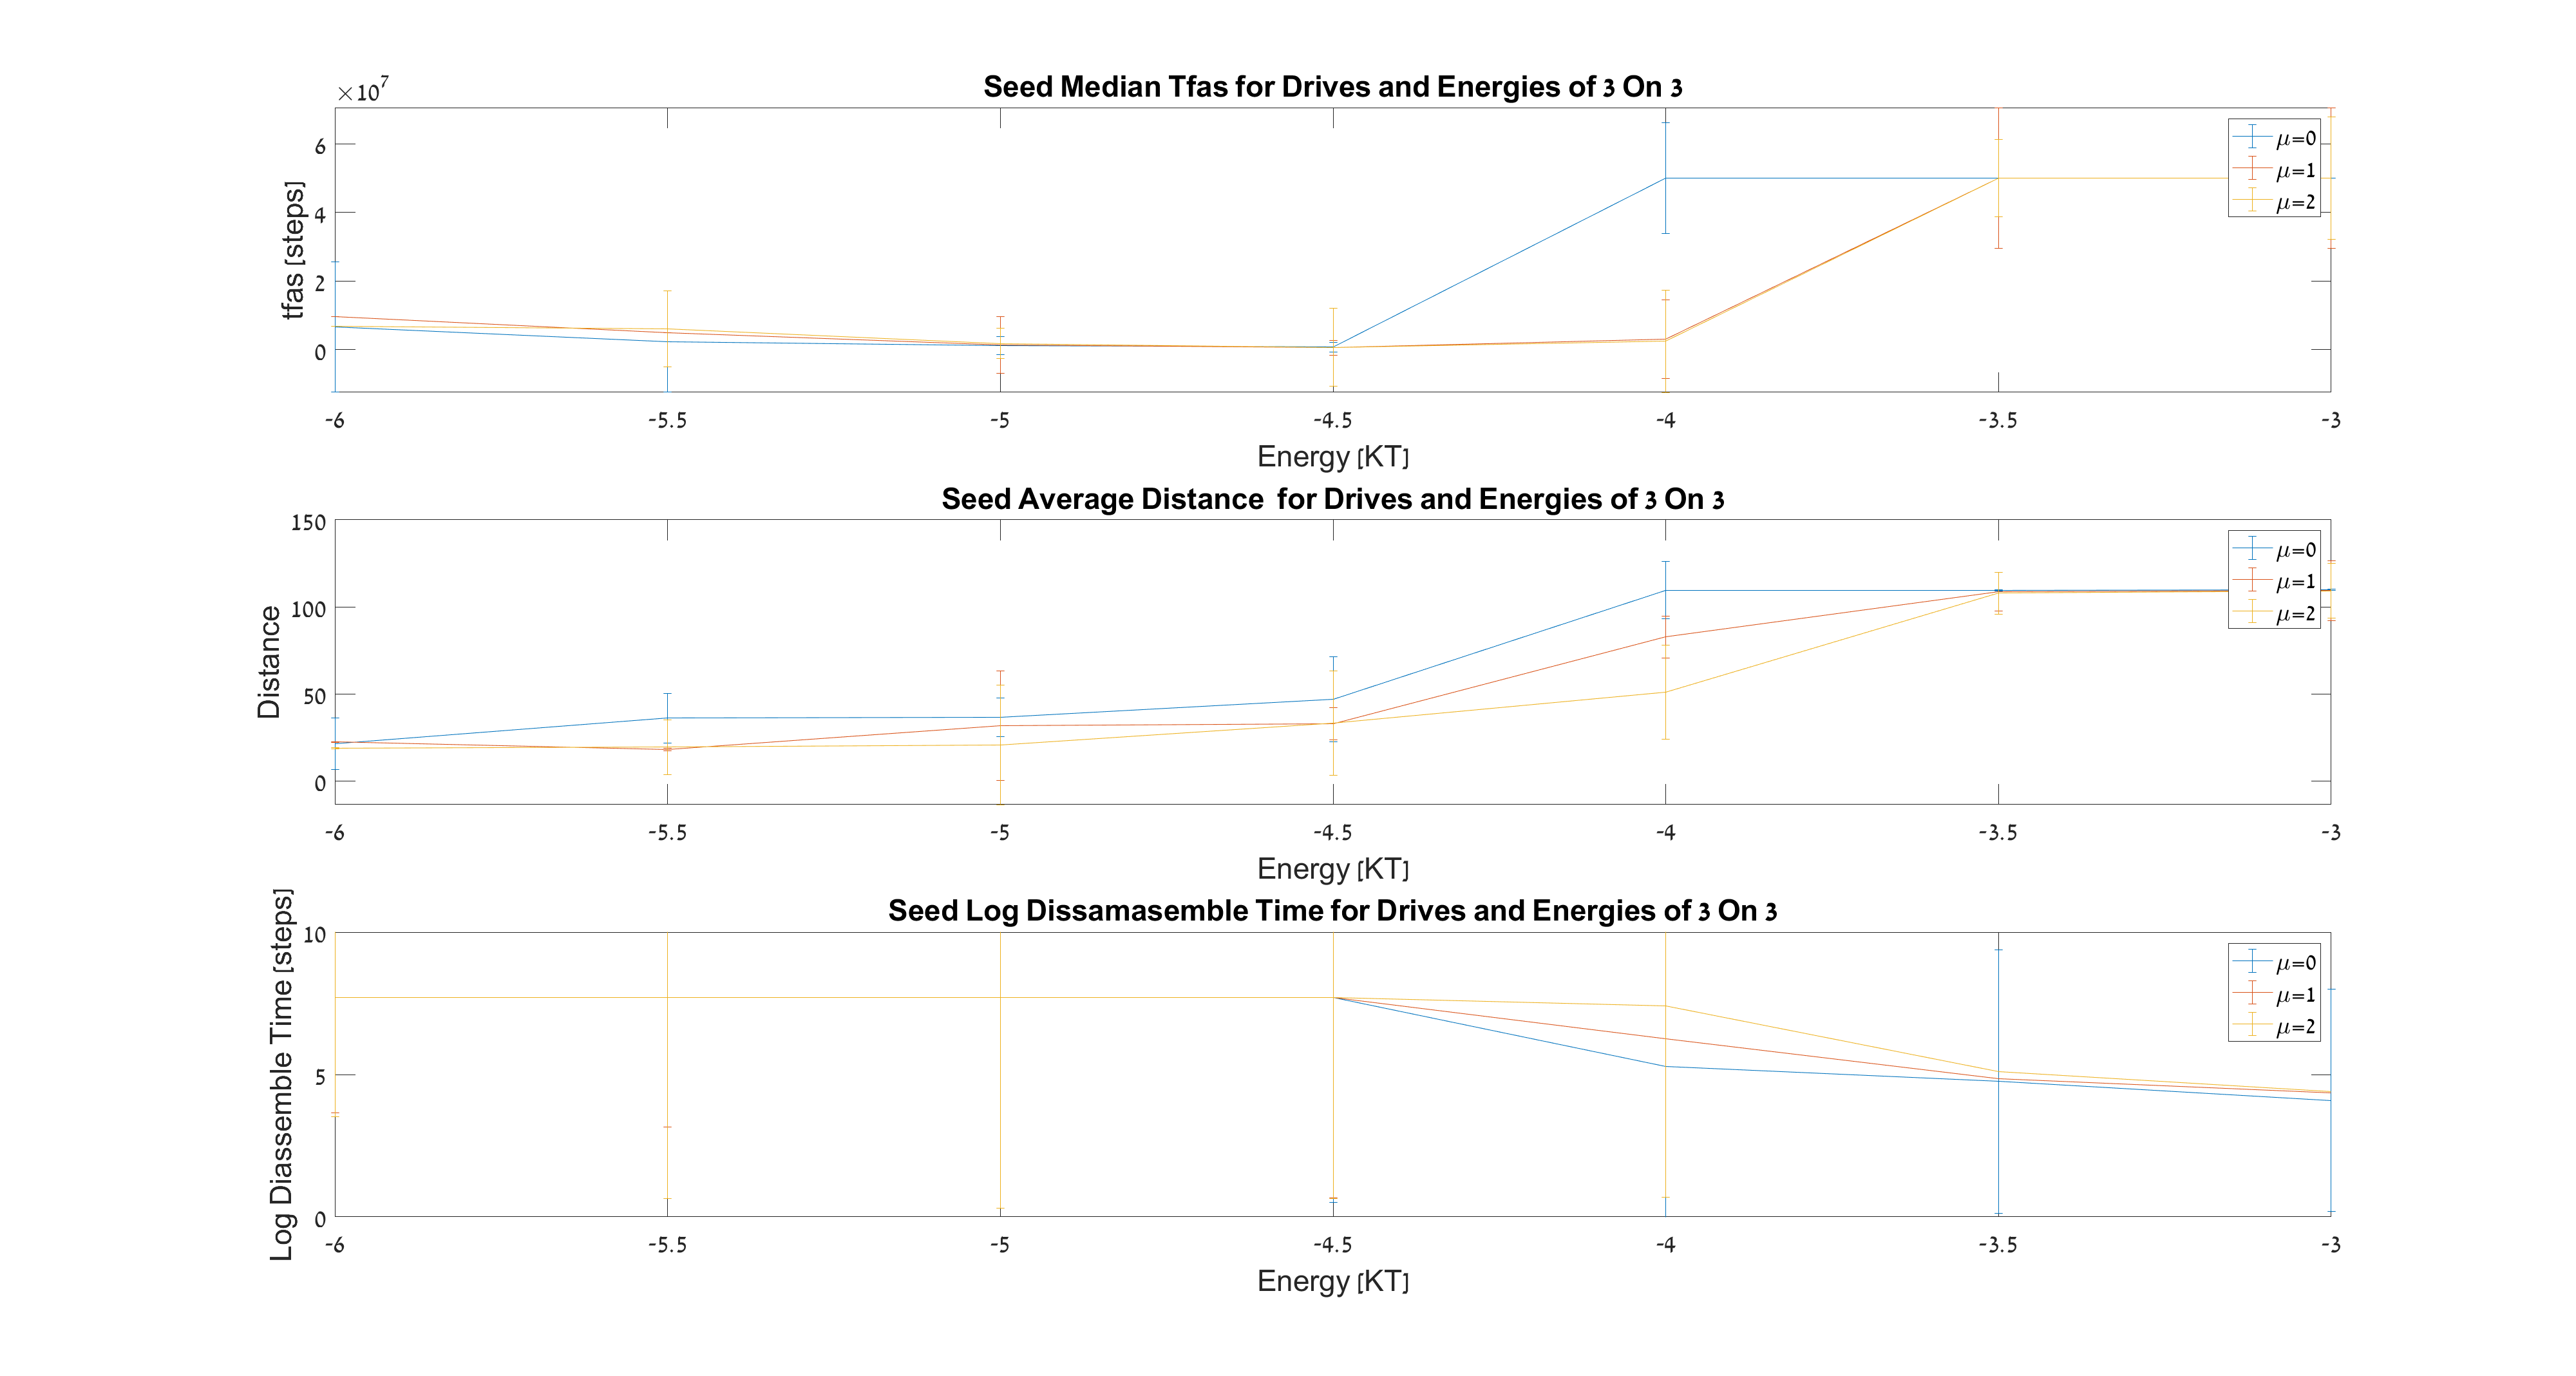 Seed Median Tfas for Drives and Energies of 3 On 3
×10^7
tfas [steps]
6
4
2
0
-6 -5.5 -5 -4.5 -4 -3.5 -3
Energy [KT]
μ=0
μ=1
μ=2
Seed Average Distance for Drives and Energies of 3 On 3
Distance
150
100
50
0
-6 -5.5 -5 -4.5 -4 -3.5 -3
Energy [KT]
μ=0
μ=1
μ=2
Seed Log Dissamasemble Time for Drives and Energies of 3 On 3
Log Diassemble Time [steps]
10
5
0
-6 -5.5 -5 -4.5 -4 -3.5 -3
Energy [KT]
μ=0
μ=1
μ=2